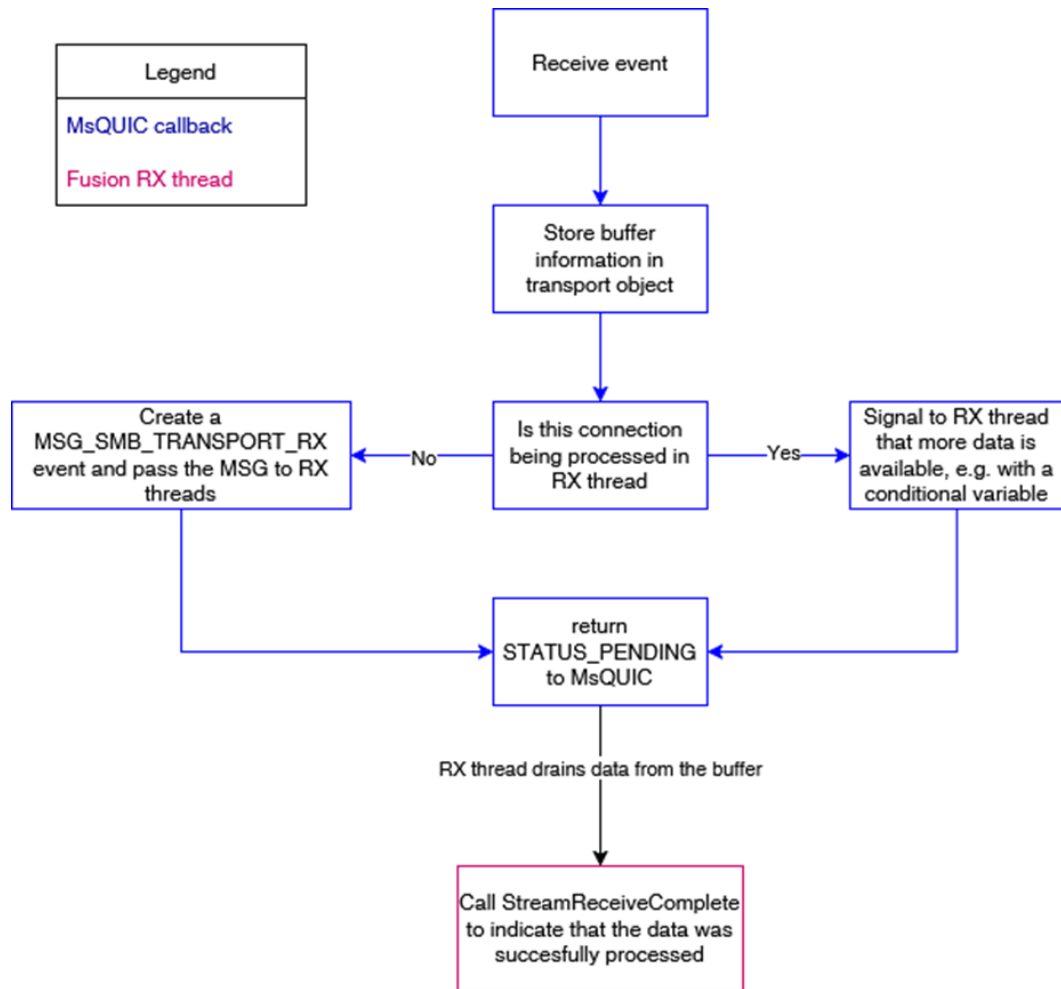 Legend
MsQUIC callback
Fusion RX thread
Receive event
Store buffer
information in
transport object
Create a
MSG_SMB_TRANSPORT_RX
event and pass the MSG to RX
threads
No
Is this connection
being processed in
RX thread
Yes
Signal to RX thread
that more data is
available, e.g. with a
conditional variable
return
STATUS_PENDING
to MsQUIC
RX thread drains data from the buffer
Call StreamReceiveComplete
to indicate that the data was
succesfully processed